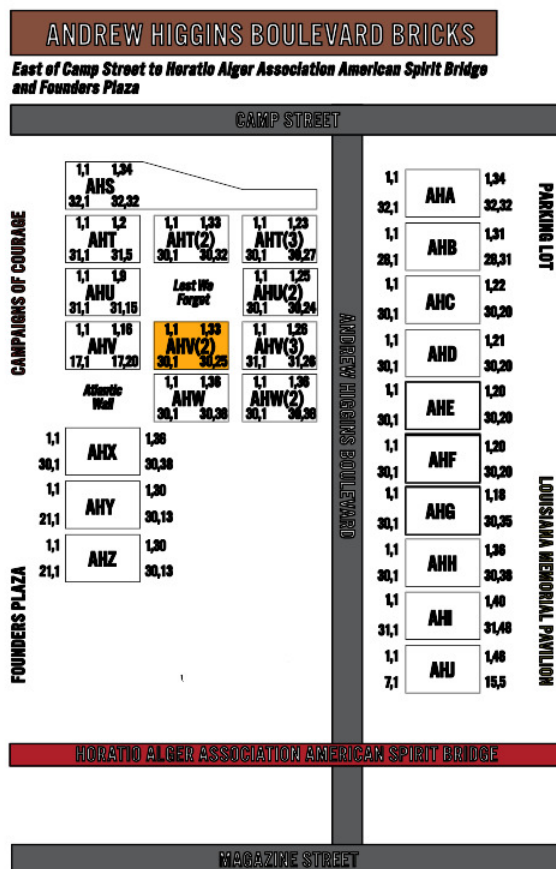 ANDREW HIGGINS BOULEVARD BRICKS
East of Camp Street to Horatio Alger Association American Spirit Bridge
and Founders Plaza
CAMP STREET
1,1 1,34
AHS
32,1 32,32
1,1 1,2
AHT
31,1 31,5
1,1 1,33
AHT(2)
30,1 30,32
1,1 1,23
AHT(3)
30,1 30,27
1,1 1,9
AHU
31,1 31,15
Lest We
Forget
1,1 1,25
AHU(2)
30,1 30,24
1,1 1,16
AHV
17,1 17,20
1,1 1,33
AHV(2)
30,1 30,25
1,1 1,26
AHV(3)
31,1 31,26
Atlantic
Wall
1,1 1,36
AHW
30,1 30,36
1,1 1,36
AHW(2)
30,1 30,36
1,1 1,36
AHX
30,1 30,38
1,1 1,30
AHY
21,1 30,13
1,1 1,30
AHZ
21,1 30,13
CAMPAIGNS OF COURAGE
FOUNDERS PLAZA
ANDREW HIGGINS BOULEVARD
1,1 1,34
AHA
32,1 32,32
1,1 1,31
AHB
28,1 28,31
1,1 1,22
AHC
30,1 30,20
1,1 1,21
AHD
30,1 30,20
1,1 1,20
AHE
30,1 30,20
1,1 1,20
AHF
30,1 30,20
1,1 1,18
AHG
30,1 30,35
1,1 1,36
AHH
30,1 30,38
1,1 1,40
AHI
31,1 31,48
1,1 1,48
AHJ
7,1 15,5
PARKING LOT
LOUISIANA MEMORIAL PAVILION
HORATIO ALGER ASSOCIATION AMERICAN SPIRIT BRIDGE
MAGAZINE STREET